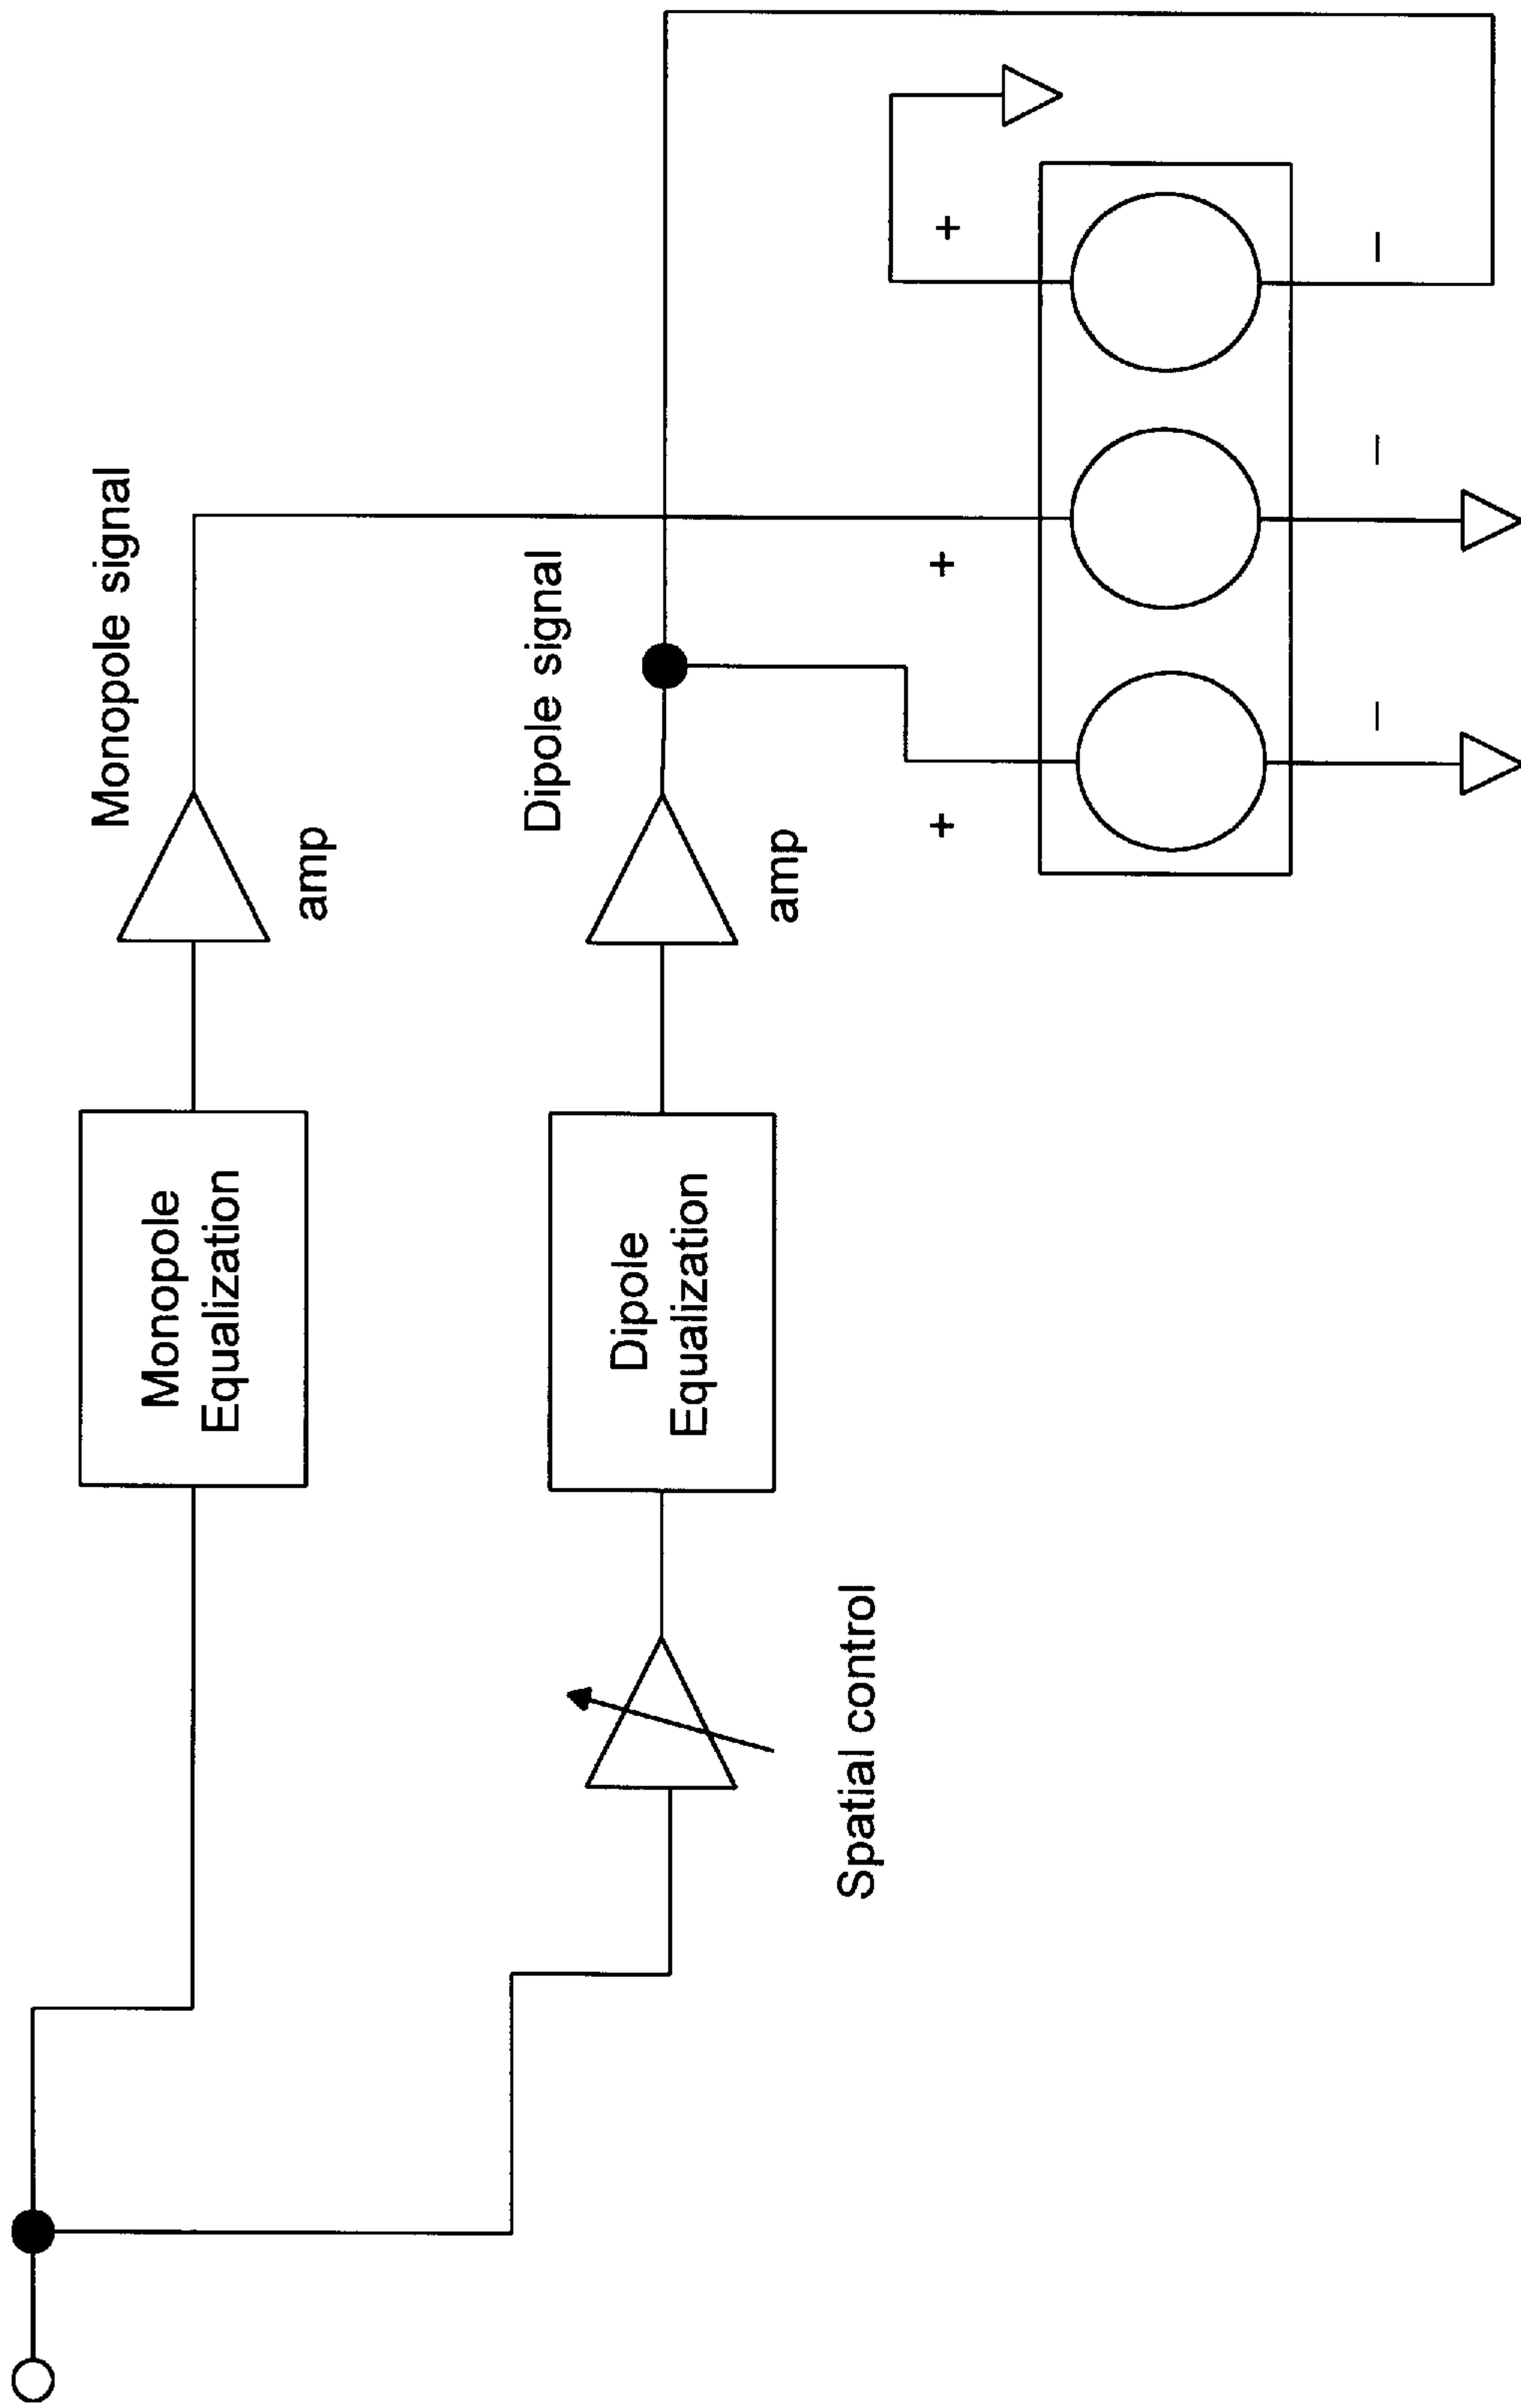 Monopole signal
amp
Monopole
Equalization
Dipole signal
amp
Dipole
Equalization
Spatial control
+
+
+
–
–
–